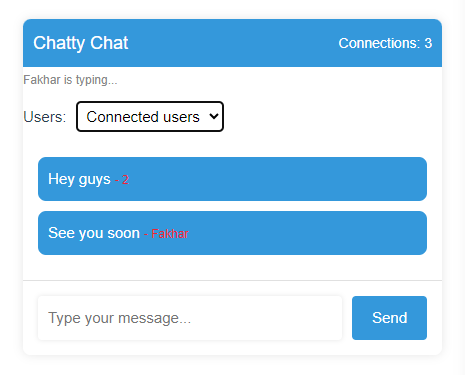 Chatty Chat
Connections: 3
Fakhar is typing...
Users: Connected users
Hey guys - 2
See you soon - Fakhar
Type your message...
Send